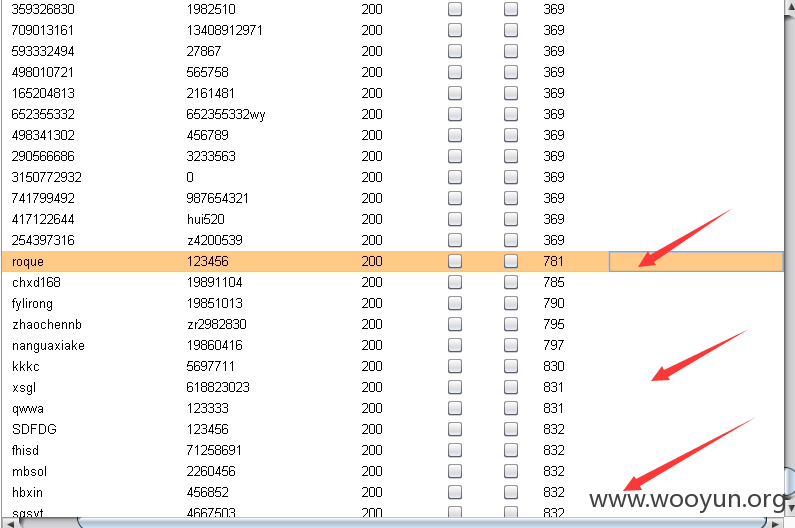 359326830 1982510 200 369
709013161 13408912971 200 369
593332494 27867 200 369
498010721 565758 200 369
165204813 2161481 200 369
652355332 652355332wy 200 369
498341302 456789 200 369
290566686 3233563 200 369
3150772932 0 200 369
741799492 987654321 200 369
417122644 hui520 200 369
254397316 z4200539 200 369
roque 123456 200 781
chxd168 19891104 200 785
fylirong 19851013 200 790
zhaochennb zr2982830 200 795
nanguaxiake 19860416 200 797
kkkc 5697711 200 830
xsgl 618823023 200 831
qwwa 123333 200 831
SDFDG 123456 200 832
fhisd 71258691 200 832
mbsol 2260456 200 832
hbxin 456852 200 832
sgsyt 4667503 200 832
www.wooyun.org